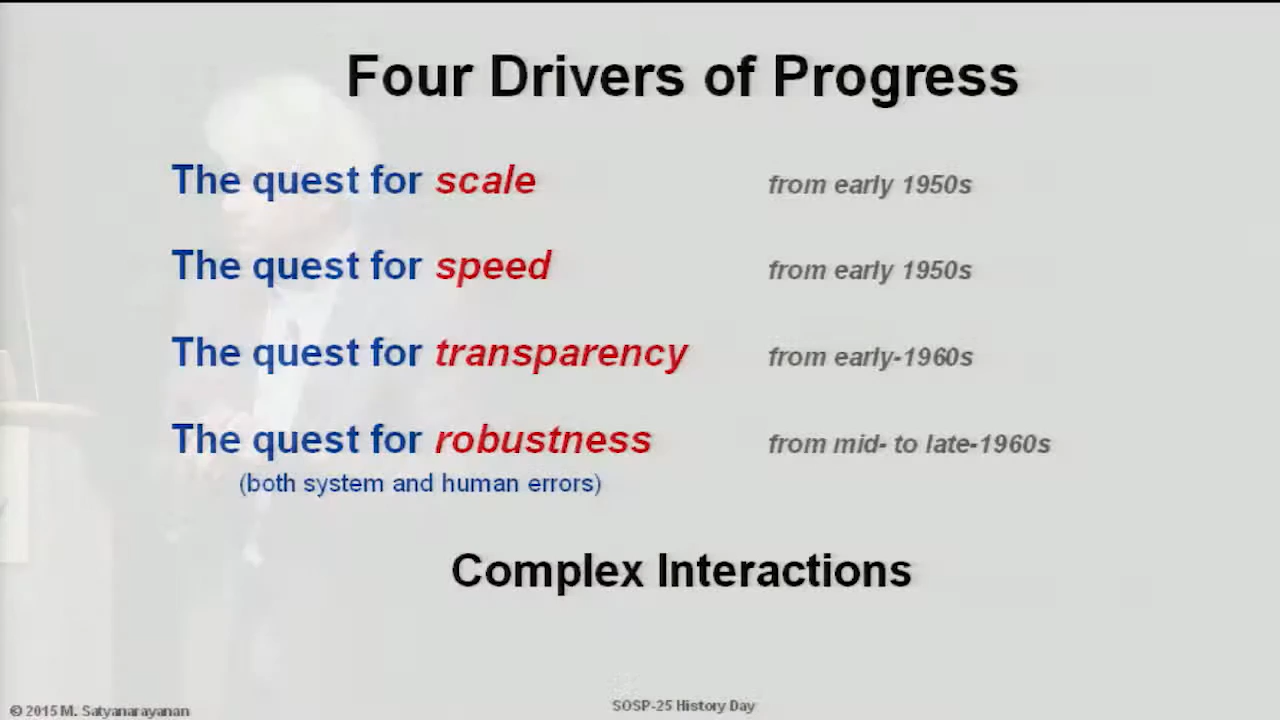 Four Drivers of Progress
The quest for scale from early 1950s
The quest for speed from early 1950s
The quest for transparency from early-1960s
The quest for robustness from mid- to late-1960s
(both system and human errors)
Complex Interactions
© 2015 M. Satyanarayanan SOSP-25 History Day